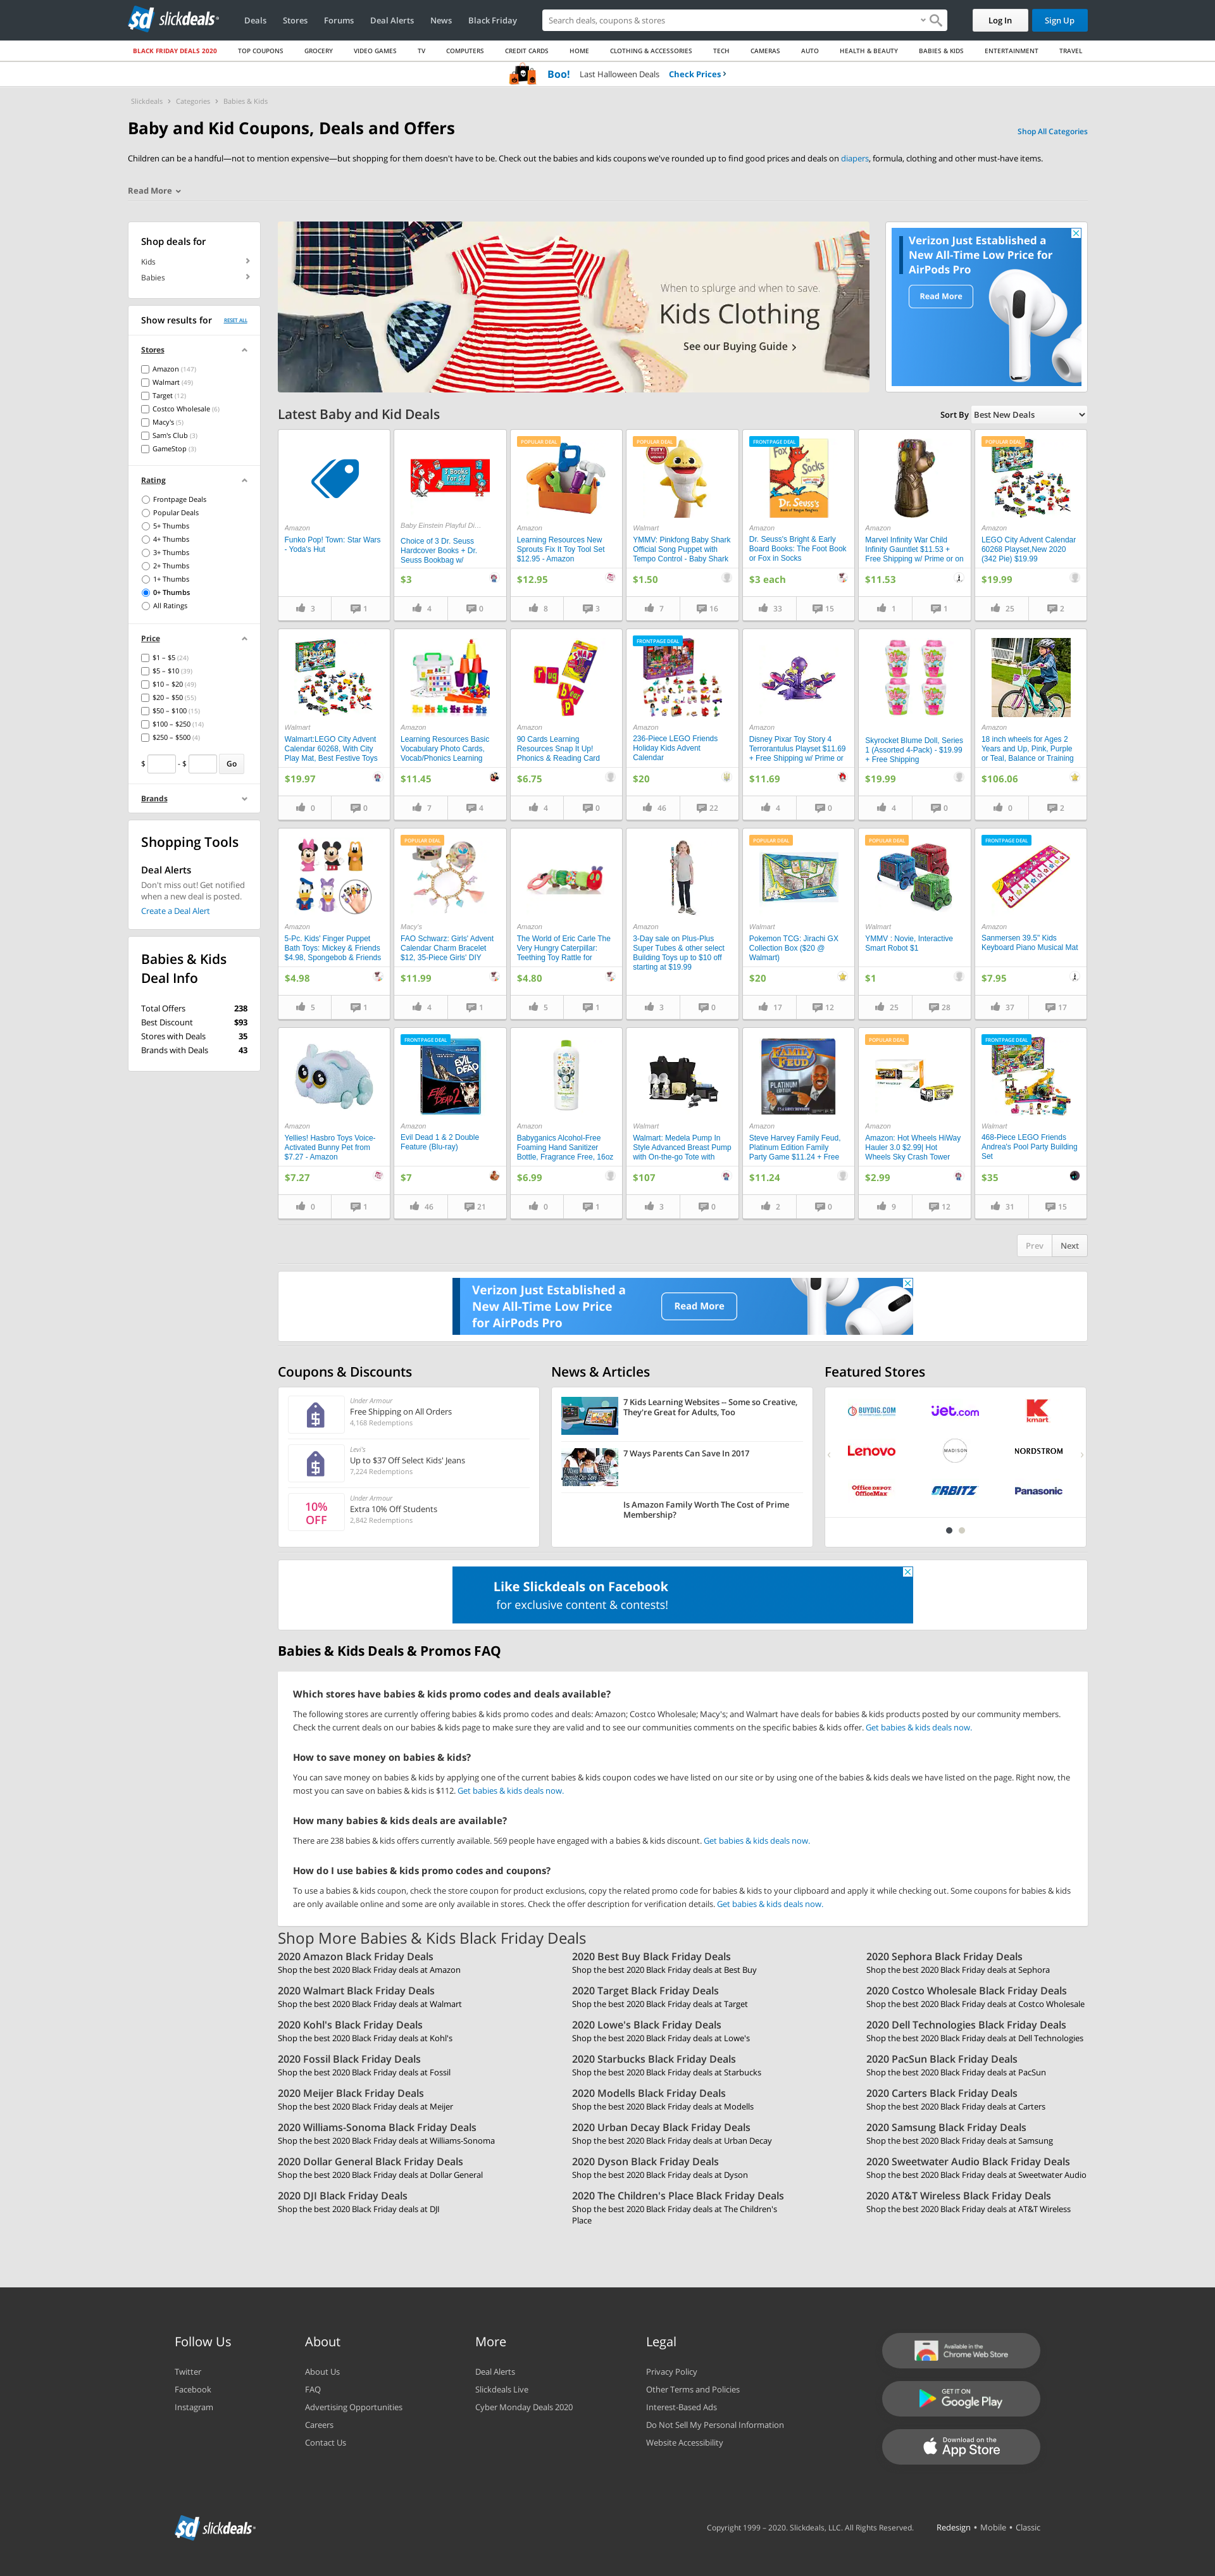 slickdeals
Deals Stores Forums Deal Alerts News Black Friday
Search deals, coupons & stores
Log In Sign Up
BLACK FRIDAY DEALS 2020 TOP COUPONS GROCERY VIDEO GAMES TV COMPUTERS CREDIT CARDS HOME CLOTHING & ACCESSORIES TECH CAMERAS AUTO HEALTH & BEAUTY BABIES & KIDS ENTERTAINMENT TRAVEL
Boo! Last Halloween Deals Check Prices
Slickdeals Categories Babies & Kids
Baby and Kid Coupons, Deals and Offers
Shop All Categories
Children can be a handful—not to mention expensive—but shopping for them doesn't have to be. Check out the babies and kids coupons we've rounded up to find good prices and deals on diapers, formula, clothing and other must-have items.
Read More
Shop deals for
Kids
Babies
Show results for RESET ALL
Stores
Amazon (147)
Walmart (49)
Target (12)
Costco Wholesale (6)
Macy's (5)
Sam's Club (3)
GameStop (3)
Rating
Frontpage Deals
Popular Deals
5+ Thumbs
4+ Thumbs
3+ Thumbs
2+ Thumbs
1+ Thumbs
0+ Thumbs
All Ratings
Price
$1 – $5 (24)
$5 – $10 (39)
$10 – $20 (49)
$20 – $50 (55)
$50 – $100 (15)
$100 – $250 (14)
$250 – $500 (4)
$ - $ Go
Brands
Shopping Tools
Deal Alerts
Don't miss out! Get notified
when a new deal is posted.
Create a Deal Alert
Babies & Kids
Deal Info
Total Offers 238
Best Discount $93
Stores with Deals 35
Brands with Deals 43
When to splurge and when to save.
Kids Clothing
See our Buying Guide
Verizon Just Established a
New All-Time Low Price for
AirPods Pro
Read More
Latest Baby and Kid Deals
Sort By Best New Deals
Amazon
Funko Pop! Town: Star Wars
- Yoda's Hut
3 1
Baby Einstein Playful Di...
Choice of 3 Dr. Seuss
Hardcover Books + Dr.
Seuss Bookbag w/
$3
4 0
POPULAR DEAL
Amazon
Learning Resources New
Sprouts Fix It Toy Tool Set
$12.95 - Amazon
$12.95
8 3
POPULAR DEAL
Walmart
YMMV: Pinkfong Baby Shark
Official Song Puppet with
Tempo Control - Baby Shark
$1.50
7 16
FRONTPAGE DEAL
Fox in Socks
Dr. Seuss's
Amazon
Dr. Seuss's Bright & Early
Board Books: The Foot Book
or Fox in Socks
$3 each
33 15
Amazon
Marvel Infinity War Child
Infinity Gauntlet $11.53 +
Free Shipping w/ Prime or on
$11.53
1 1
POPULAR DEAL
Amazon
LEGO City Advent Calendar
60268 Playset,New 2020
(342 Pie) $19.99
$19.99
25 2
Walmart
Walmart:LEGO City Advent
Calendar 60268, With City
Play Mat, Best Festive Toys
$19.97
0 0
Amazon
Learning Resources Basic
Vocabulary Photo Cards,
Vocab/Phonics Learning
$11.45
7 4
Amazon
90 Cards Learning
Resources Snap It Up!
Phonics & Reading Card
$6.75
4 0
FRONTPAGE DEAL
Amazon
236-Piece LEGO Friends
Holiday Kids Advent
Calendar
$20
46 22
Amazon
Disney Pixar Toy Story 4
Terrorantulus Playset $11.69
+ Free Shipping w/ Prime or
$11.69
4 0
Skyrocket Blume Doll, Series
1 (Assorted 4-Pack) - $19.99
+ Free Shipping
$19.99
4 0
Amazon
18 inch wheels for Ages 2
Years and Up, Pink, Purple
or Teal, Balance or Training
$106.06
0 2
Amazon
5-Pc. Kids' Finger Puppet
Bath Toys: Mickey & Friends
$4.98, Spongebob & Friends
$4.98
5 1
POPULAR DEAL
Macy's
FAO Schwarz: Girls' Advent
Calendar Charm Bracelet
$12, 35-Piece Girls' DIY
$11.99
4 1
Amazon
The World of Eric Carle The
Very Hungry Caterpillar:
Teething Toy Rattle for
$4.80
5 1
Amazon
3-Day sale on Plus-Plus
Super Tubes & other select
Building Toys up to $10 off
starting at $19.99
3 0
POPULAR DEAL
Walmart
Pokemon TCG: Jirachi GX
Collection Box ($20 @
Walmart)
$20
17 12
POPULAR DEAL
Walmart
YMMV : Novie, Interactive
Smart Robot $1
$1
25 28
FRONTPAGE DEAL
Amazon
Sanmersen 39.5" Kids
Keyboard Piano Musical Mat
$7.95
37 17
Amazon
Yellies! Hasbro Toys Voice-
Activated Bunny Pet from
$7.27 - Amazon
$7.27
0 1
FRONTPAGE DEAL
EVIL DEAD
EVIL DEAD 2
Amazon
Evil Dead 1 & 2 Double
Feature (Blu-ray)
$7
46 21
Amazon
Babyganics Alcohol-Free
Foaming Hand Sanitizer
Bottle, Fragrance Free, 16oz
$6.99
0 1
Walmart
Walmart: Medela Pump In
Style Advanced Breast Pump
with On-the-go Tote with
$107
3 0
FAMILY FEUD
PLATINUM EDITION
Amazon
Steve Harvey Family Feud,
Platinum Edition Family
Party Game $11.24 + Free
$11.24
2 0
POPULAR DEAL
Amazon
Amazon: Hot Wheels HiWay
Hauler 3.0 $2.99| Hot
Wheels Sky Crash Tower
$2.99
9 12
FRONTPAGE DEAL
Walmart
468-Piece LEGO Friends
Andrea's Pool Party Building
Set
$35
31 15
Prev Next
Verizon Just Established a
New All-Time Low Price
for AirPods Pro
Read More
Coupons & Discounts
Under Armour
Free Shipping on All Orders
4,168 Redemptions
Levi's
Up to $37 Off Select Kids' Jeans
7,224 Redemptions
10%
OFF
Under Armour
Extra 10% Off Students
2,842 Redemptions
News & Articles
7 Kids Learning Websites -- Some so Creative,
They're Great for Adults, Too
7 Ways Parents Can Save In 2017
Is Amazon Family Worth The Cost of Prime
Membership?
Featured Stores
BUYDIG.COM jet.com kmart
Lenovo MADISON NORDSTROM
Office DEPOT OfficeMax ORBITZ Panasonic
Like Slickdeals on Facebook
for exclusive content & contests!
Babies & Kids Deals & Promos FAQ
Which stores have babies & kids promo codes and deals available?
The following stores are currently offering babies & kids promo codes and deals: Amazon; Costco Wholesale; Macy's; and Walmart have deals for babies & kids products posted by our community members.
Check the current deals on our babies & kids page to make sure they are valid and to see our communities comments on the specific babies & kids offer. Get babies & kids deals now.
How to save money on babies & kids?
You can save money on babies & kids by applying one of the current babies & kids coupon codes we have listed on our site or by using one of the babies & kids deals we have listed on the page. Right now, the
most you can save on babies & kids is $112. Get babies & kids deals now.
How many babies & kids deals are available?
There are 238 babies & kids offers currently available. 569 people have engaged with a babies & kids discount. Get babies & kids deals now.
How do I use babies & kids promo codes and coupons?
To use a babies & kids coupon, check the store coupon for product exclusions, copy the related promo code for babies & kids to your clipboard and apply it while checking out. Some coupons for babies & kids
are only available online and some are only available in stores. Check the offer description for verification details. Get babies & kids deals now.
Shop More Babies & Kids Black Friday Deals
2020 Amazon Black Friday Deals
Shop the best 2020 Black Friday deals at Amazon
2020 Best Buy Black Friday Deals
Shop the best 2020 Black Friday deals at Best Buy
2020 Sephora Black Friday Deals
Shop the best 2020 Black Friday deals at Sephora
2020 Walmart Black Friday Deals
Shop the best 2020 Black Friday deals at Walmart
2020 Target Black Friday Deals
Shop the best 2020 Black Friday deals at Target
2020 Costco Wholesale Black Friday Deals
Shop the best 2020 Black Friday deals at Costco Wholesale
2020 Kohl's Black Friday Deals
Shop the best 2020 Black Friday deals at Kohl's
2020 Lowe's Black Friday Deals
Shop the best 2020 Black Friday deals at Lowe's
2020 Dell Technologies Black Friday Deals
Shop the best 2020 Black Friday deals at Dell Technologies
2020 Fossil Black Friday Deals
Shop the best 2020 Black Friday deals at Fossil
2020 Starbucks Black Friday Deals
Shop the best 2020 Black Friday deals at Starbucks
2020 PacSun Black Friday Deals
Shop the best 2020 Black Friday deals at PacSun
2020 Meijer Black Friday Deals
Shop the best 2020 Black Friday deals at Meijer
2020 Modells Black Friday Deals
Shop the best 2020 Black Friday deals at Modells
2020 Carters Black Friday Deals
Shop the best 2020 Black Friday deals at Carters
2020 Williams-Sonoma Black Friday Deals
Shop the best 2020 Black Friday deals at Williams-Sonoma
2020 Urban Decay Black Friday Deals
Shop the best 2020 Black Friday deals at Urban Decay
2020 Samsung Black Friday Deals
Shop the best 2020 Black Friday deals at Samsung
2020 Dollar General Black Friday Deals
Shop the best 2020 Black Friday deals at Dollar General
2020 Dyson Black Friday Deals
Shop the best 2020 Black Friday deals at Dyson
2020 Sweetwater Audio Black Friday Deals
Shop the best 2020 Black Friday deals at Sweetwater Audio
2020 DJI Black Friday Deals
Shop the best 2020 Black Friday deals at DJI
2020 The Children's Place Black Friday Deals
Shop the best 2020 Black Friday deals at The Children's
Place
2020 AT&T Wireless Black Friday Deals
Shop the best 2020 Black Friday deals at AT&T Wireless
Follow Us
Twitter
Facebook
Instagram
About
About Us
FAQ
Advertising Opportunities
Careers
Contact Us
More
Deal Alerts
Slickdeals Live
Cyber Monday Deals 2020
Legal
Privacy Policy
Other Terms and Policies
Interest-Based Ads
Do Not Sell My Personal Information
Website Accessibility
Available in the
Chrome Web Store
GET IT ON
Google Play
Download on the
App Store
slickdeals
Copyright 1999 – 2020. Slickdeals, LLC. All Rights Reserved. Redesign • Mobile • Classic